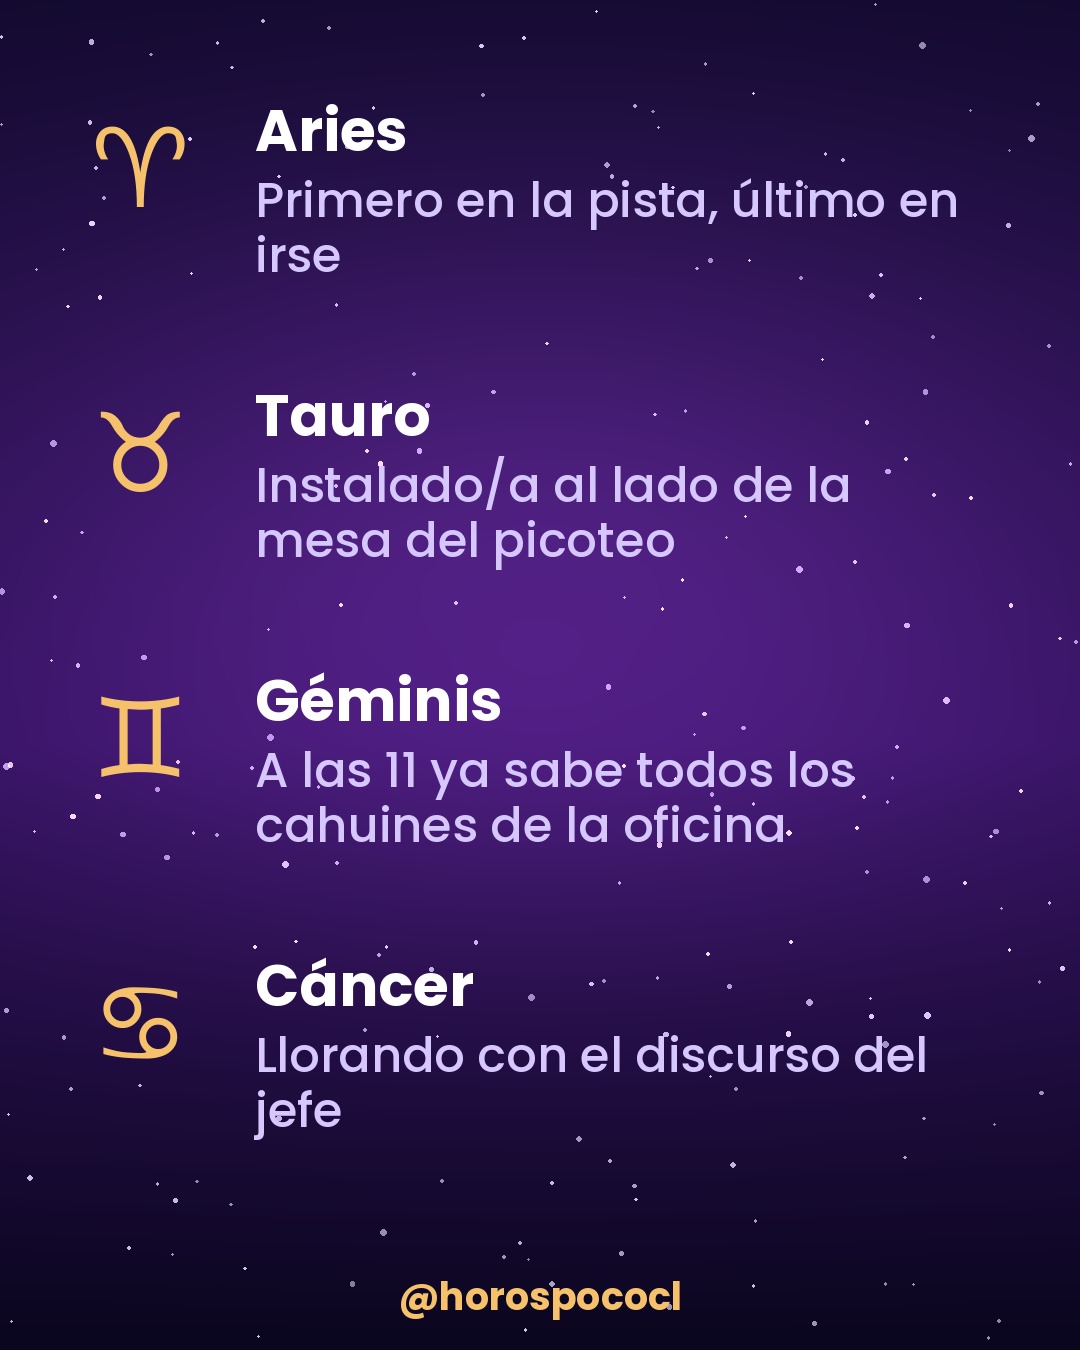 Aries
Primero en la pista, último en
irse
Tauro
Instalado/a al lado de la
mesa del picoteo
Géminis
A las 11 ya sabe todos los
cahuines de la oficina
Cáncer
Llorando con el discurso del
jefe
@horospococl